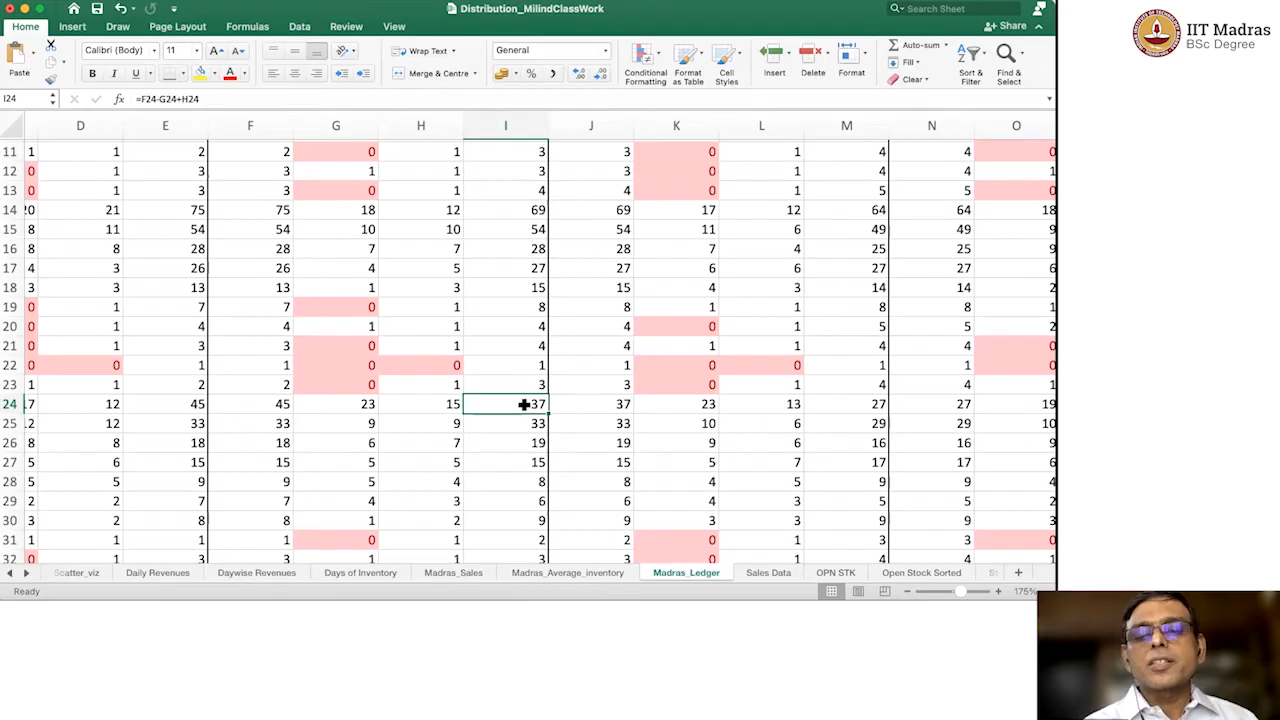 Distribution_MilindClassWork
Search Sheet
Home Insert Draw Page Layout Formulas Data Review View
Share
Calibri (Body) 11
Wrap Text
General
Auto-sum
Paste
B I U
Merge & Centre
Conditional Formatting
Format as Table
Cell Styles
Insert
Delete
Format
Fill
Clear
Sort & Filter
Find & Select
I24 fx =F24-G24+H24
D E F G H I J K L M N O
11 1 1 2 2 0 1 3 3 0 1 4 4 0
12 0 1 3 3 1 1 3 3 0 1 4 4 1
13 0 1 3 3 0 1 4 4 0 1 5 5 0
14 20 21 75 75 18 12 69 69 17 12 64 64 18
15 8 11 54 54 10 10 54 54 11 6 49 49 9
16 8 8 28 28 7 7 28 28 7 4 25 25 9
17 4 3 26 26 4 5 27 27 6 6 27 27 6
18 3 3 13 13 1 3 15 15 4 3 14 14 2
19 0 1 7 7 0 1 8 8 1 1 8 8 1
20 0 1 4 4 1 1 4 4 0 1 5 5 2
21 0 1 3 3 0 1 4 4 1 1 4 4 0
22 0 0 1 1 0 0 1 1 0 0 1 1 0
23 1 1 2 2 0 1 3 3 0 1 4 4 1
24 .7 12 45 45 23 15 37 37 23 13 27 27 19
25 .2 12 33 33 9 9 33 33 10 6 29 29 10
26 8 8 18 18 6 7 19 19 9 6 16 16 9
27 5 6 15 15 5 5 15 15 5 7 17 17 6
28 5 5 9 9 5 4 8 8 4 5 9 9 4
29 2 2 7 7 4 3 6 6 4 3 5 5 2
30 3 2 8 8 1 2 9 9 3 3 9 9 3
31 1 1 1 1 0 1 2 2 0 1 3 3 0
32 0 1 3 3 1 1 3 3 0 1 4 4 1
Scatter_viz Daily Revenues Daywise Revenues Days of Inventory Madras_Sales Madras_Average_inventory Madras_Ledger Sales Data OPN STK Open Stock Sorted
Ready
175%
IIT Madras
BSc Degree